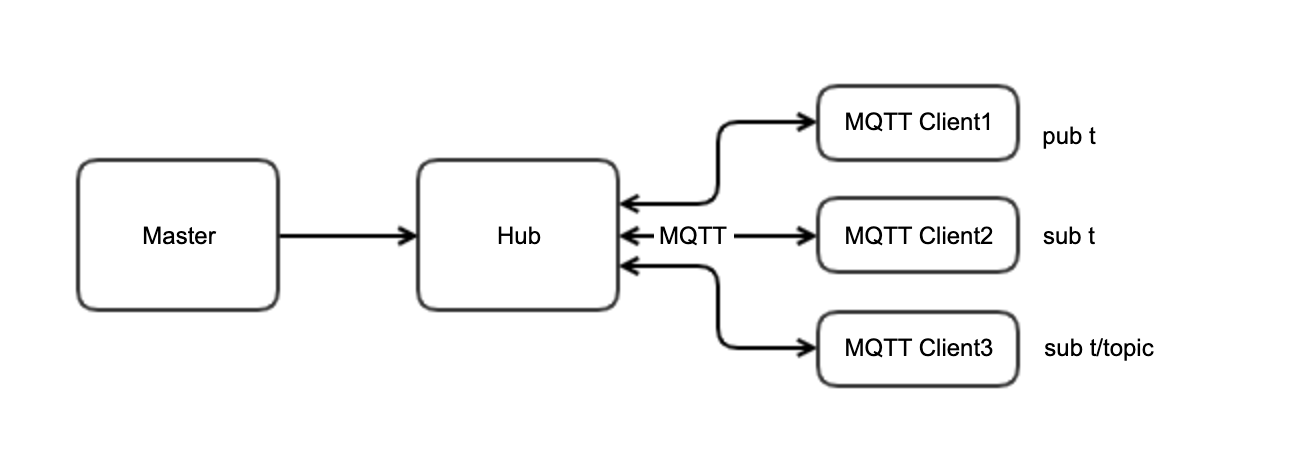 MQTT Client1
pub t
Master
Hub
MQTT
MQTT Client2
sub t
MQTT Client3
sub t/topic